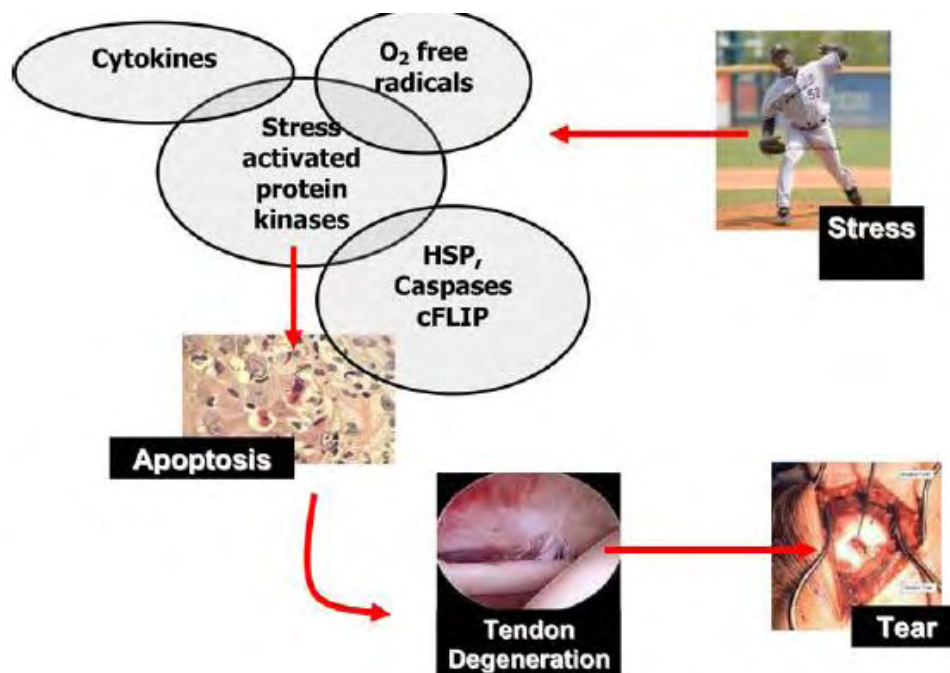 Cytokines
O₂ free
radicals
Stress
activated
protein
kinases
HSP,
Caspases
cFLIP
Stress
Apoptosis
Tendon
Degeneration
Tear